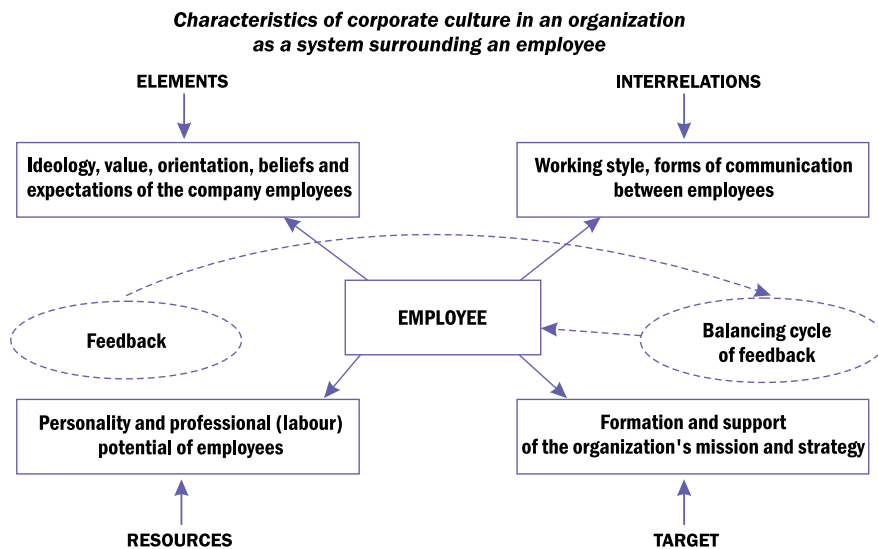 Characteristics of corporate culture in an organization
as a system surrounding an employee
ELEMENTS
INTERRELATIONS
Ideology, value, orientation, beliefs and
expectations of the company employees
Working style, forms of communication
between employees
Feedback
EMPLOYEE
Balancing cycle
of feedback
Personality and professional (labour)
potential of employees
Formation and support
of the organization's mission and strategy
RESOURCES
TARGET